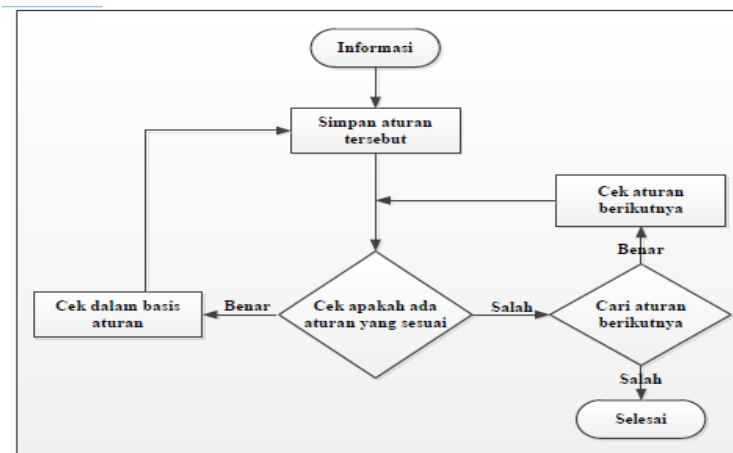 Informasi
Simpan aturan
tersebut
Cek aturan
berikutnya
Benar
Cek dalam basis
aturan
Benar
Cek apakah ada
aturan yang sesuai
Salah
Cari aturan
berikutnya
Salah
Selesai